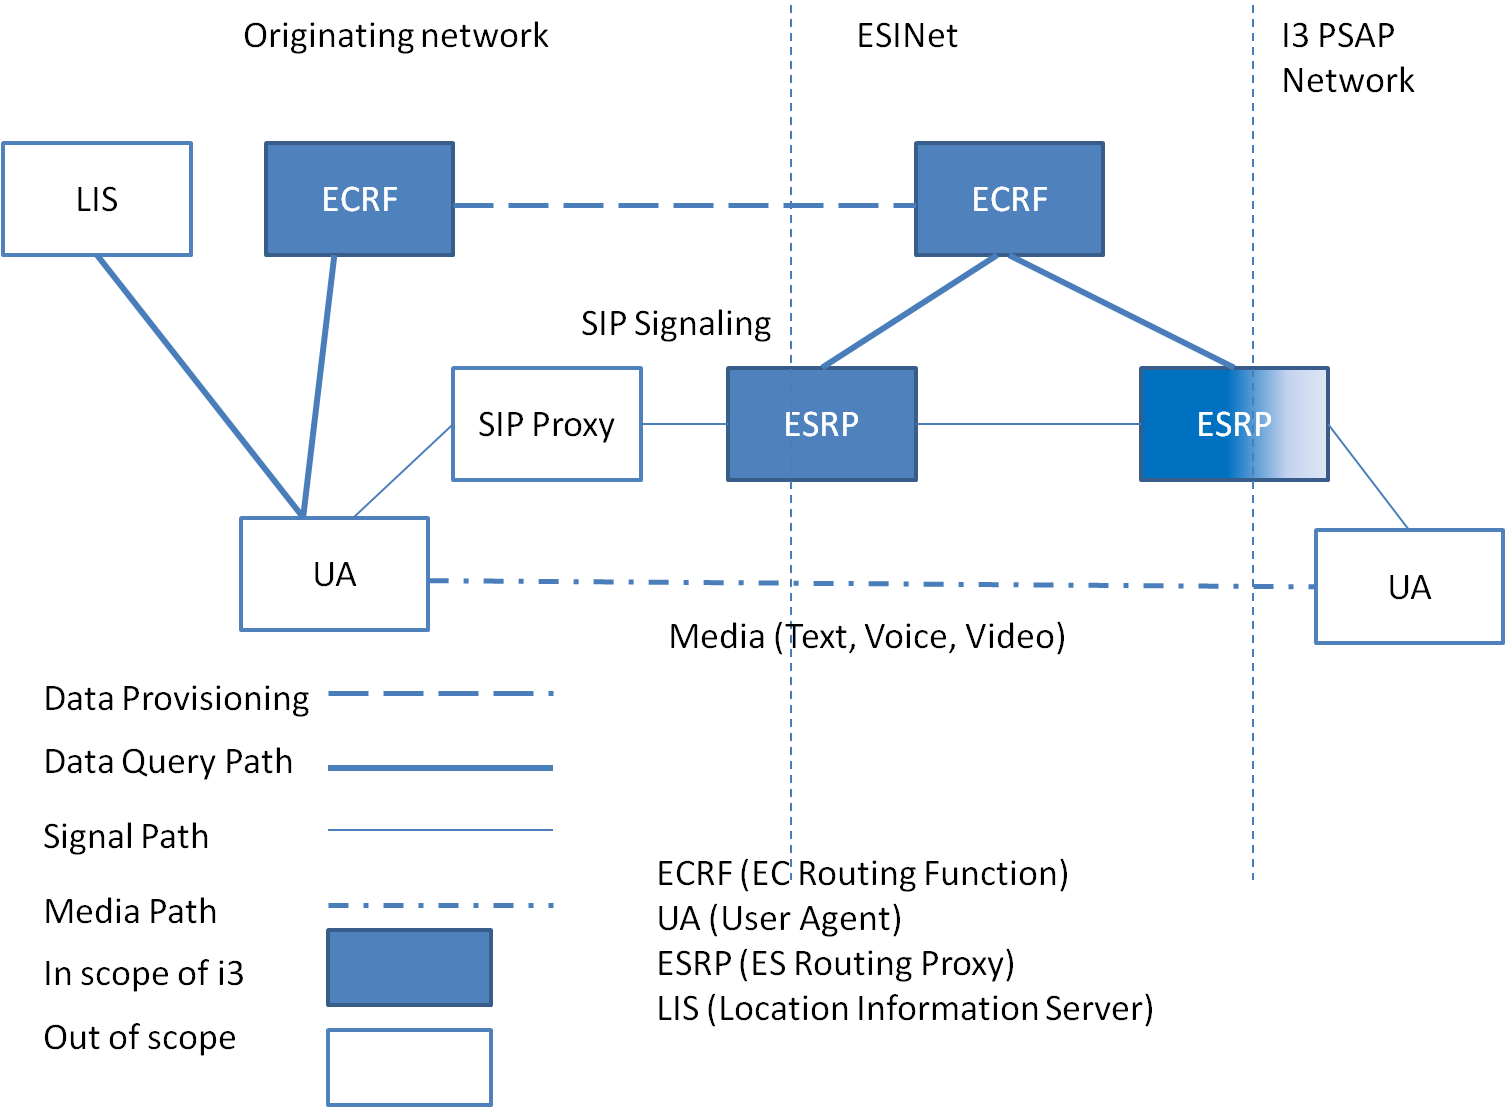 Originating network
ESINet
I3 PSAP
Network
LIS
ECRF
ECRF
SIP Signaling
SIP Proxy
ESRP
ESRP
UA
UA
Media (Text, Voice, Video)
Data Provisioning
Data Query Path
Signal Path
Media Path
In scope of i3
Out of scope
ECRF (EC Routing Function)
UA (User Agent)
ESRP (ES Routing Proxy)
LIS (Location Information Server)